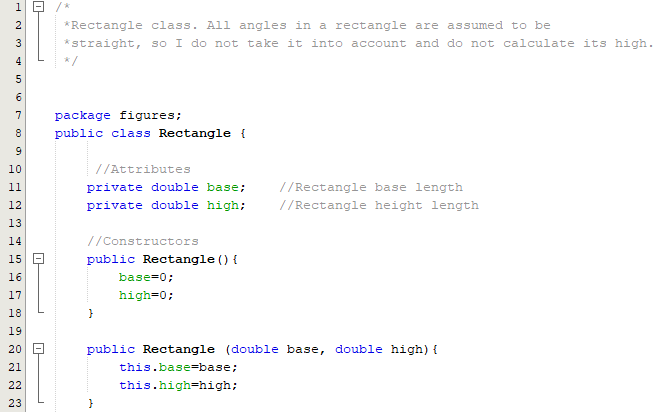 1 /*
2 *Rectangle class. All angles in a rectangle are assumed to be
3 *straight, so I do not take it into account and do not calculate its high.
4 */
5
6
7 package figures;
8 public class Rectangle {
9
10 //Attributes
11 private double base; //Rectangle base length
12 private double high; //Rectangle height length
13
14 //Constructors
15 public Rectangle(){
16 base=0;
17 high=0;
18 }
19
20 public Rectangle (double base, double high){
21 this.base=base;
22 this.high=high;
23 }